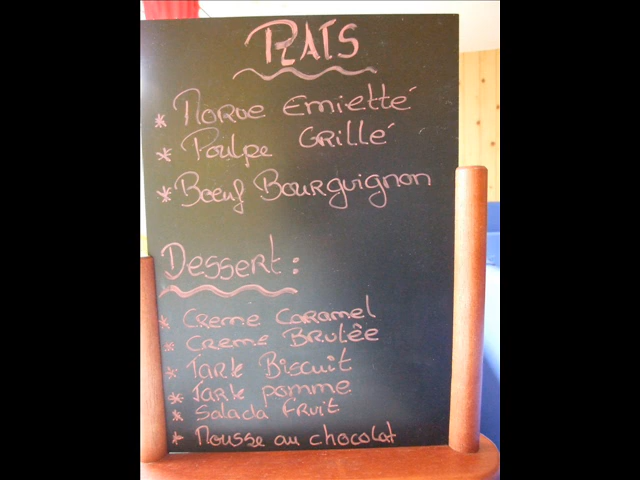 PLATS
* Morue Emietté
* Poulpe Grillé
* Boeuf Bourguignon
Dessert :
* Creme Caramel
* Creme Brulêe
* Tarte Biscuit
* Tarte pomme
* Salada fruit
* Mousse au chocolat